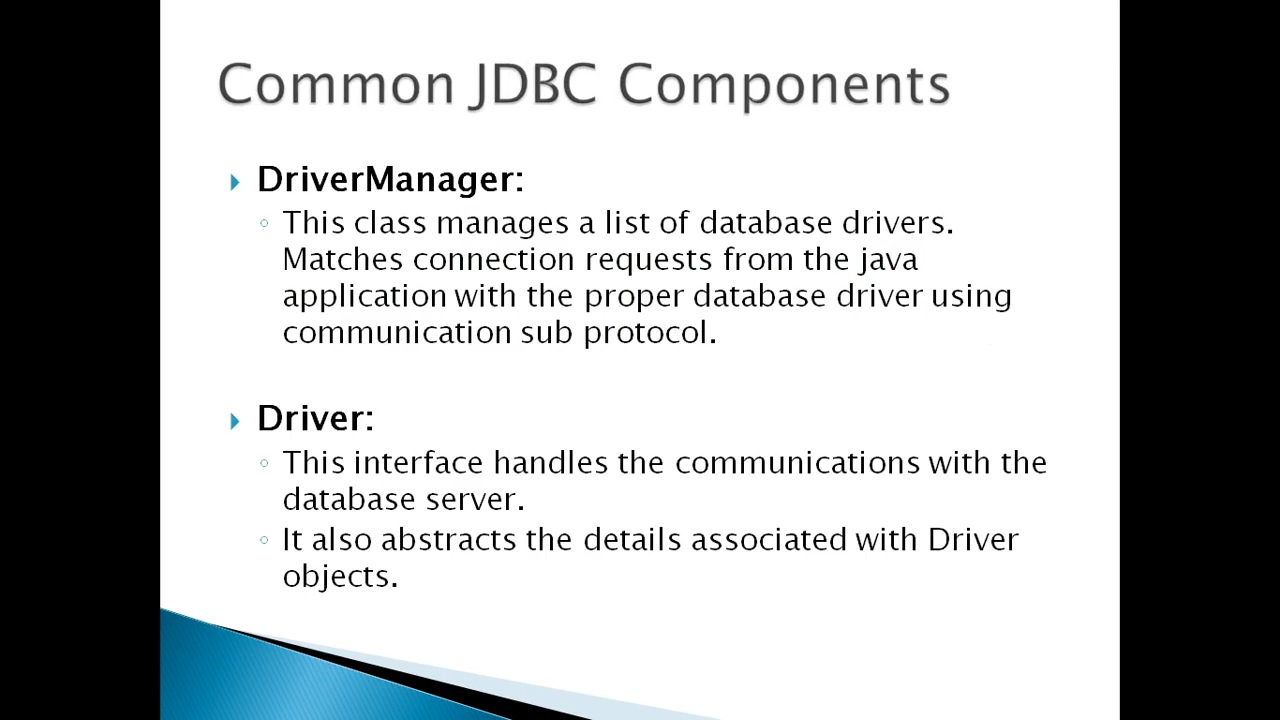 Common JDBC Components
DriverManager:
This class manages a list of database drivers.
Matches connection requests from the java
application with the proper database driver using
communication sub protocol.
Driver:
This interface handles the communications with the
database server.
It also abstracts the details associated with Driver
objects.